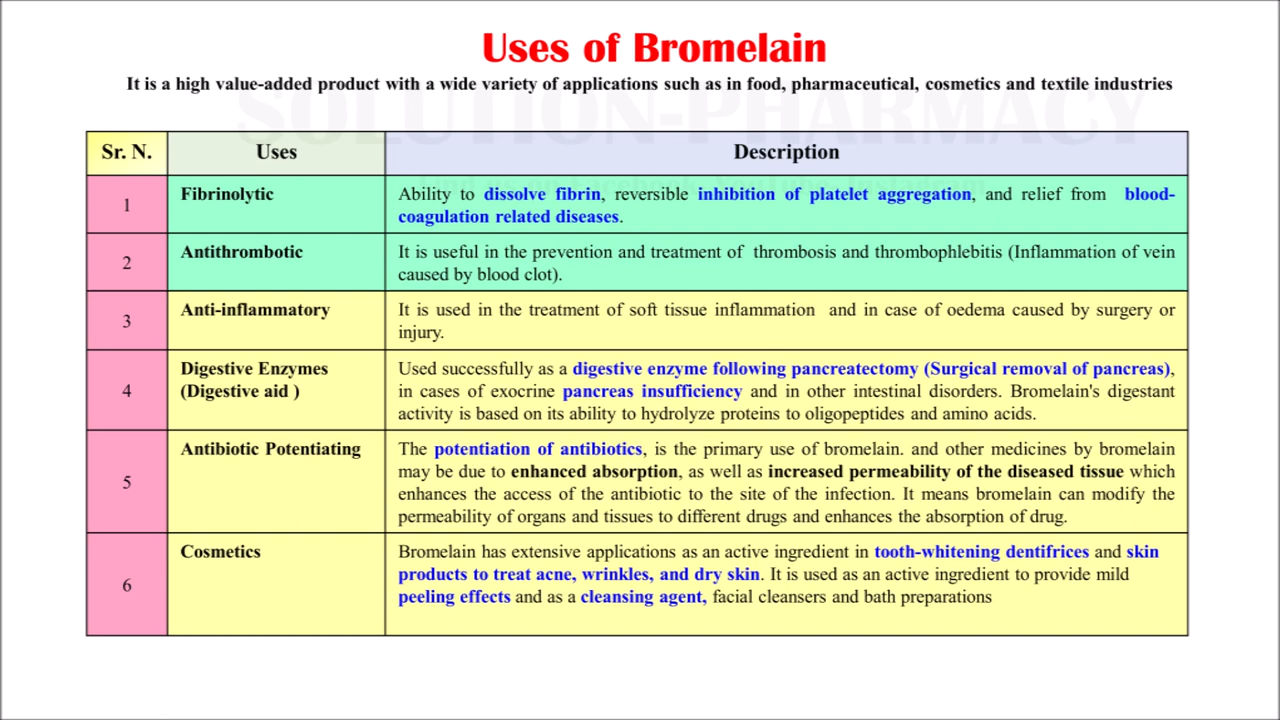 Uses of Bromelain
It is a high value-added product with a wide variety of applications such as in food, pharmaceutical, cosmetics and textile industries
SOLUTION-PHARMACY
Sr. N.
Uses
Description
1
Fibrinolytic
Ability to dissolve fibrin, reversible inhibition of platelet aggregation, and relief from blood-
coagulation related diseases.
2
Antithrombotic
It is useful in the prevention and treatment of thrombosis and thrombophlebitis (Inflammation of vein
caused by blood clot).
3
Anti-inflammatory
It is used in the treatment of soft tissue inflammation and in case of oedema caused by surgery or
injury.
4
Digestive Enzymes
(Digestive aid )
Used successfully as a digestive enzyme following pancreatectomy (Surgical removal of pancreas),
in cases of exocrine pancreas insufficiency and in other intestinal disorders. Bromelain's digestant
activity is based on its ability to hydrolyze proteins to oligopeptides and amino acids.
5
Antibiotic Potentiating
The potentiation of antibiotics, is the primary use of bromelain. and other medicines by bromelain
may be due to enhanced absorption, as well as increased permeability of the diseased tissue which
enhances the access of the antibiotic to the site of the infection. It means bromelain can modify the
permeability of organs and tissues to different drugs and enhances the absorption of drug.
6
Cosmetics
Bromelain has extensive applications as an active ingredient in tooth-whitening dentifrices and skin
products to treat acne, wrinkles, and dry skin. It is used as an active ingredient to provide mild
peeling effects and as a cleansing agent, facial cleansers and bath preparations